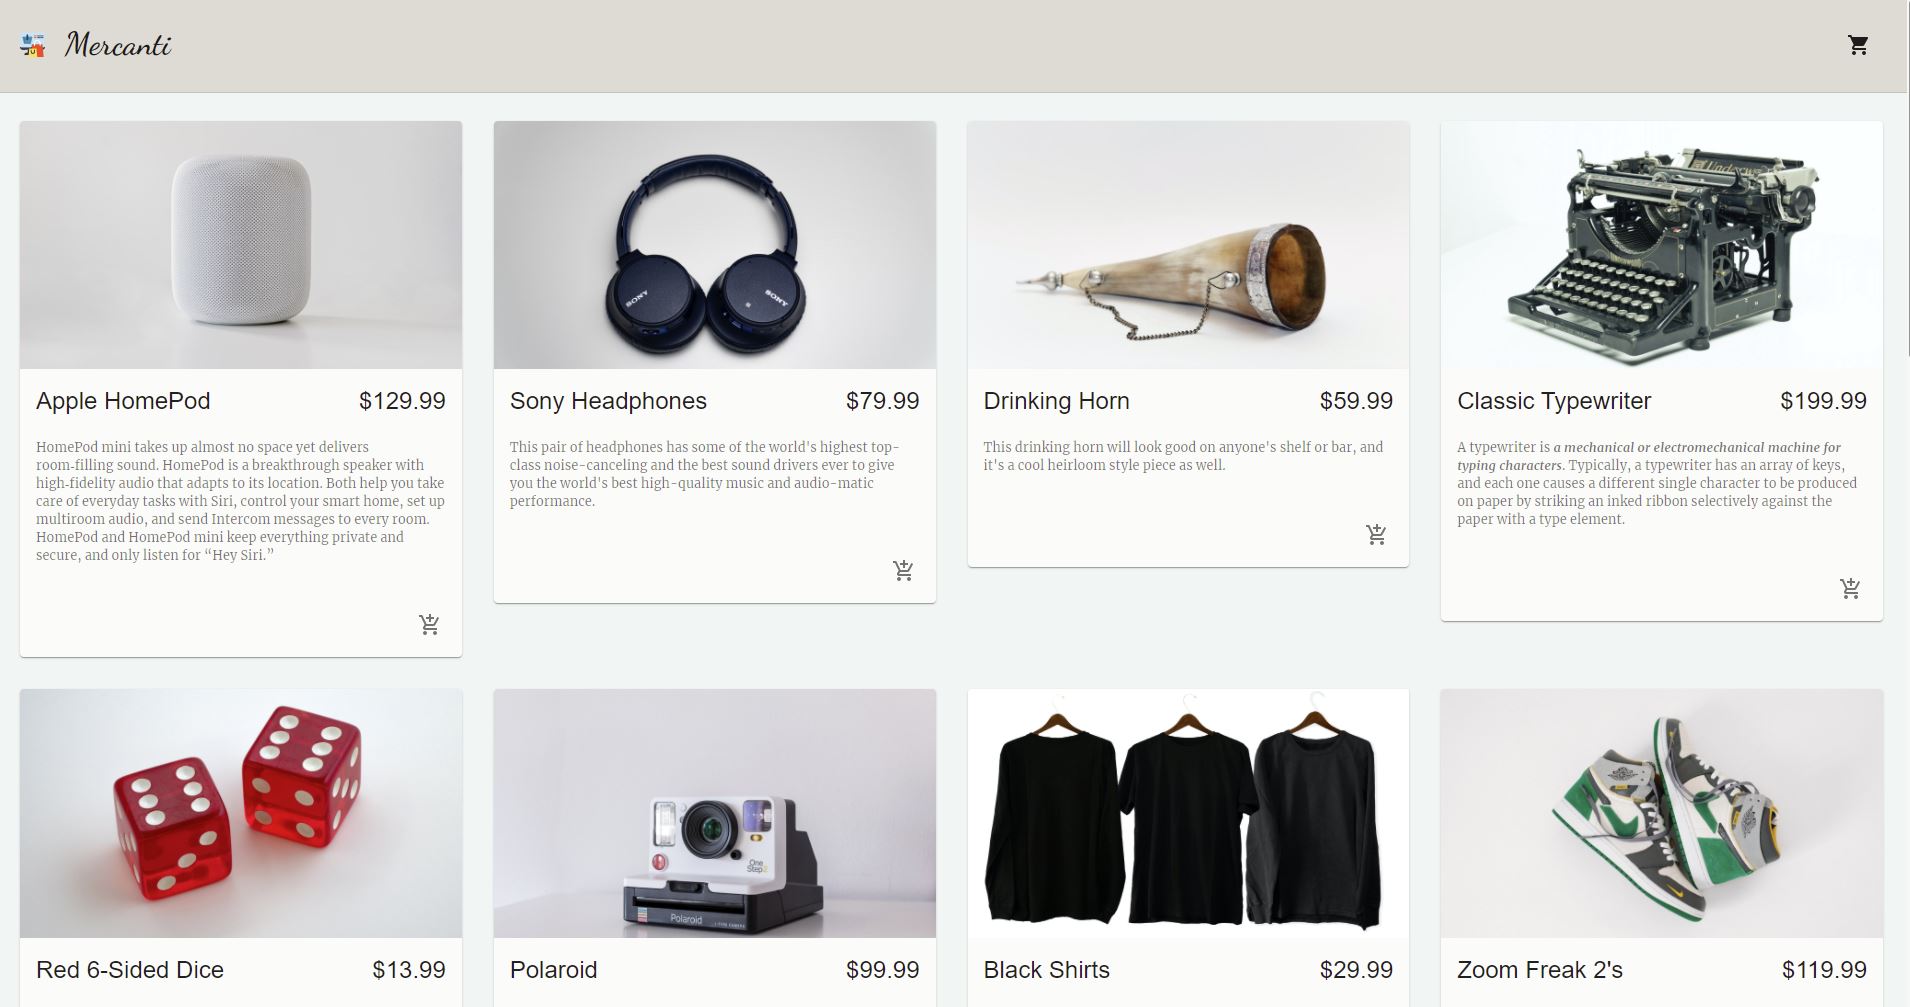 Mercanti
SONY
SONY
Underwo
Apple HomePod $129.99
HomePod mini takes up almost no space yet delivers
room-filling sound. HomePod is a breakthrough speaker with
high-fidelity audio that adapts to its location. Both help you take
care of everyday tasks with Siri, control your smart home, set up
multiroom audio, and send Intercom messages to every room.
HomePod and HomePod mini keep everything private and
secure, and only listen for “Hey Siri.”
Sony Headphones $79.99
This pair of headphones has some of the world's highest top-
class noise-canceling and the best sound drivers ever to give
you the world's best high-quality music and audio-matic
performance.
Drinking Horn $59.99
This drinking horn will look good on anyone's shelf or bar, and
it's a cool heirloom style piece as well.
Classic Typewriter $199.99
A typewriter is a mechanical or electromechanical machine for
typing characters. Typically, a typewriter has an array of keys,
and each one causes a different single character to be produced
on paper by striking an inked ribbon selectively against the
paper with a type element.
One
Step2
Polaroid
Red 6-Sided Dice $13.99
Polaroid $99.99
Black Shirts $29.99
Zoom Freak 2's $119.99